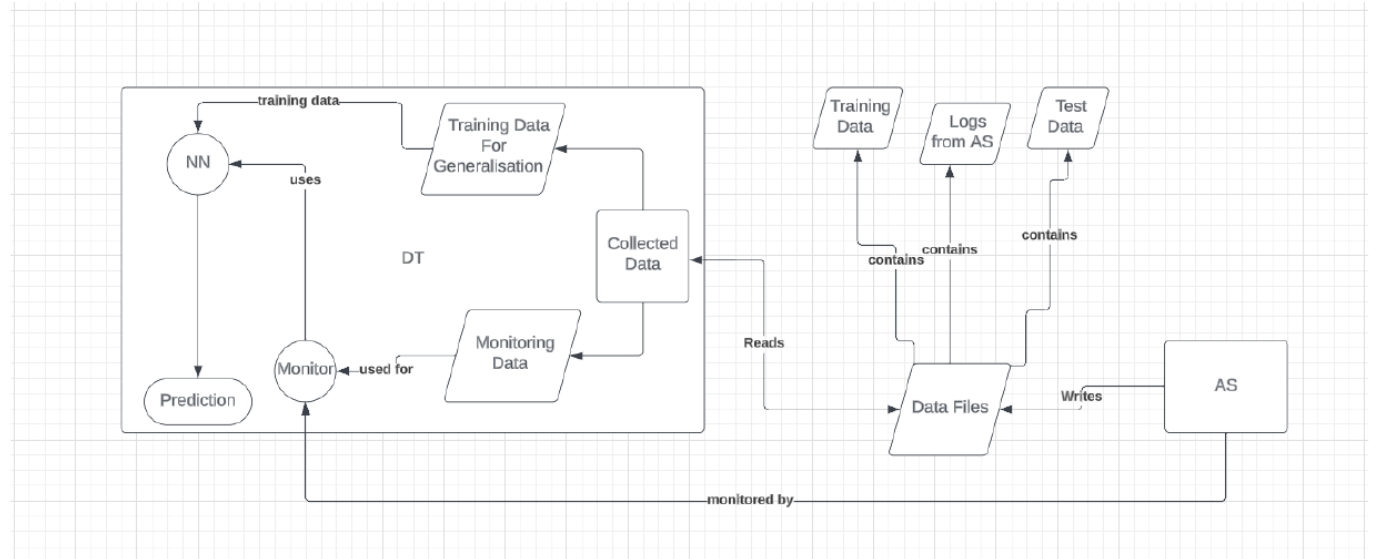 training data
Training Data
For
Generalisation
NN
uses
Collected
Data
DT
Monitoring
Data
used for
Monitor
Prediction
Training
Data
Logs
from AS
Test
Data
contains
contains
contains
Reads
Data Files
Writes
AS
monitored by